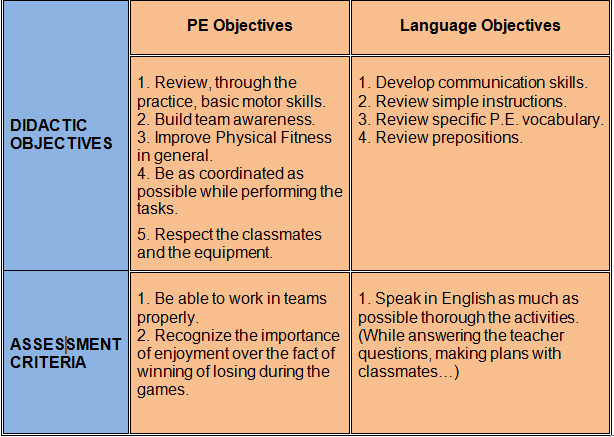 PE Objectives
Language Objectives
DIDACTIC
OBJECTIVES
1. Review, through the
practice, basic motor skills.
2. Build team awareness.
3. Improve Physical Fitness
in general.
4. Be as coordinated as
possible while performing the
tasks.
5. Respect the classmates
and the equipment.
1. Develop communication skills.
2. Review simple instructions.
3. Review specific P.E. vocabulary.
4. Review prepositions.
ASSESSMENT
CRITERIA
1. Be able to work in teams
properly.
2. Recognize the importance
of enjoyment over the fact of
winning of losing during the
games.
1. Speak in English as much as
possible thorough the activities.
(While answering the teacher
questions, making plans with
classmates…)